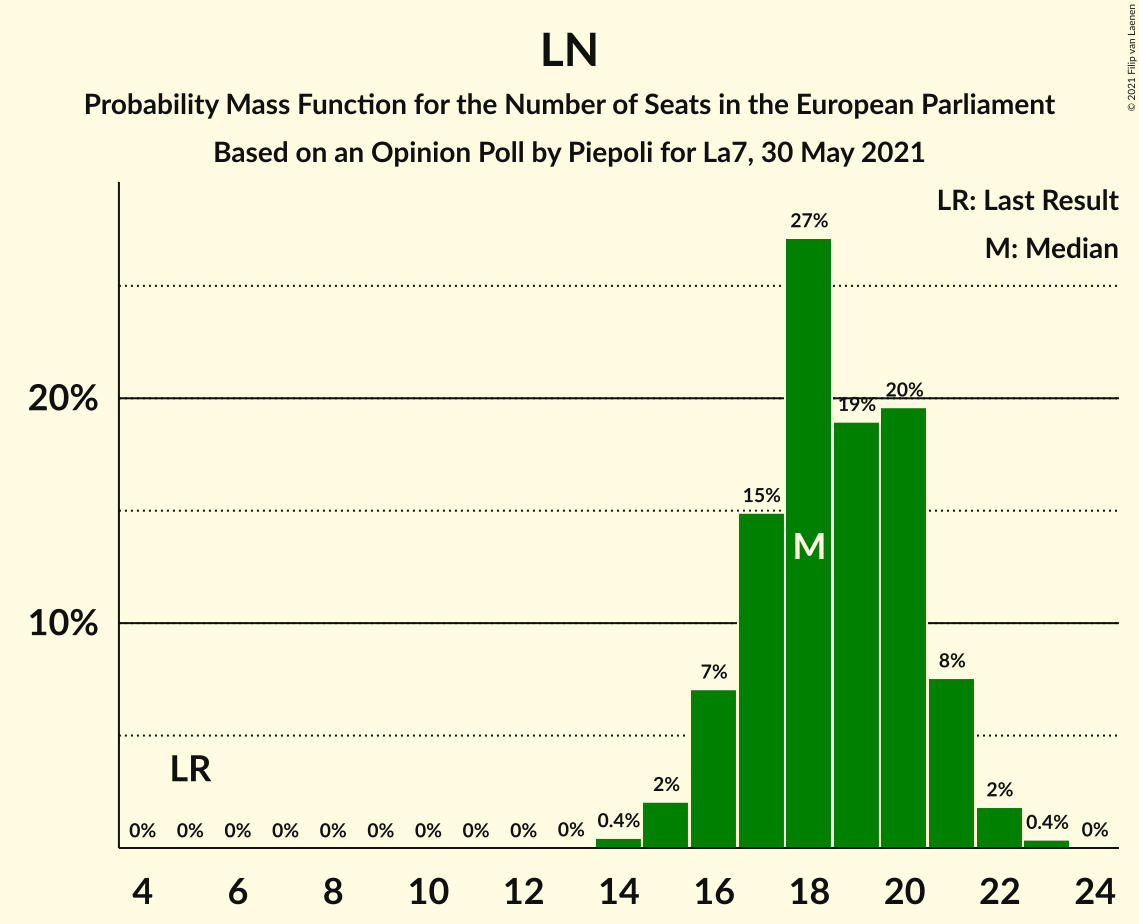 LN
Probability Mass Function for the Number of Seats in the European Parliament
Based on an Opinion Poll by Piepoli for La7, 30 May 2021
© 2021 Filip van Laenen
LR: Last Result
M: Median
20%
10%
0% 0% 0% 0% 0% 0% 0% 0% 0% 0% 0.4% 2% 7% 15% 27% 19% 20% 8% 2% 0.4% 0%
LR
M
4 6 8 10 12 14 16 18 20 22 24